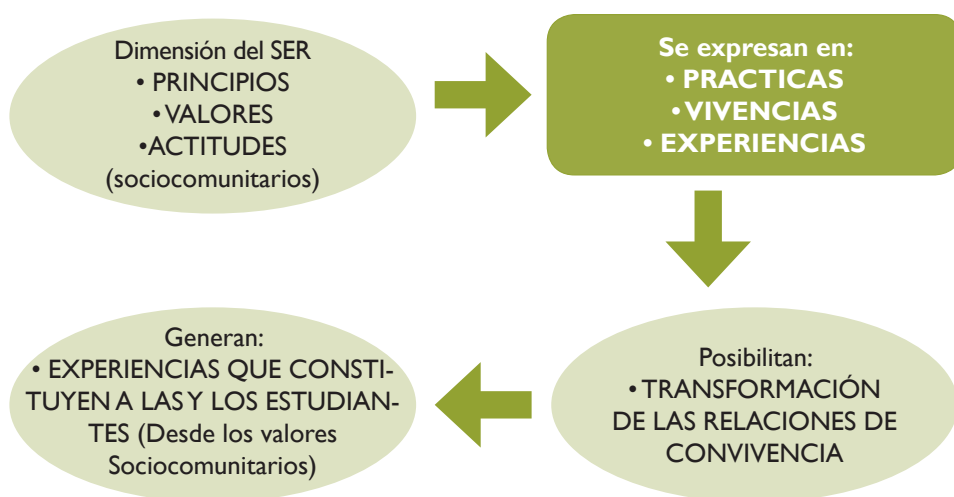 Dimensión del SER
• PRINCIPIOS
•VALORES
•ACTITUDES
(sociocomunitarios)
Se expresan en:
• PRACTICAS
•VIVENCIAS
• EXPERIENCIAS
Posibilitan:
• TRANSFORMACIÓN
DE LAS RELACIONES DE
CONVIVENCIA
Generan:
• EXPERIENCIAS QUE CONSTI-
TUYEN A LAS Y LOS ESTUDIAN-
TES (Desde los valores
Sociocomunitarios)